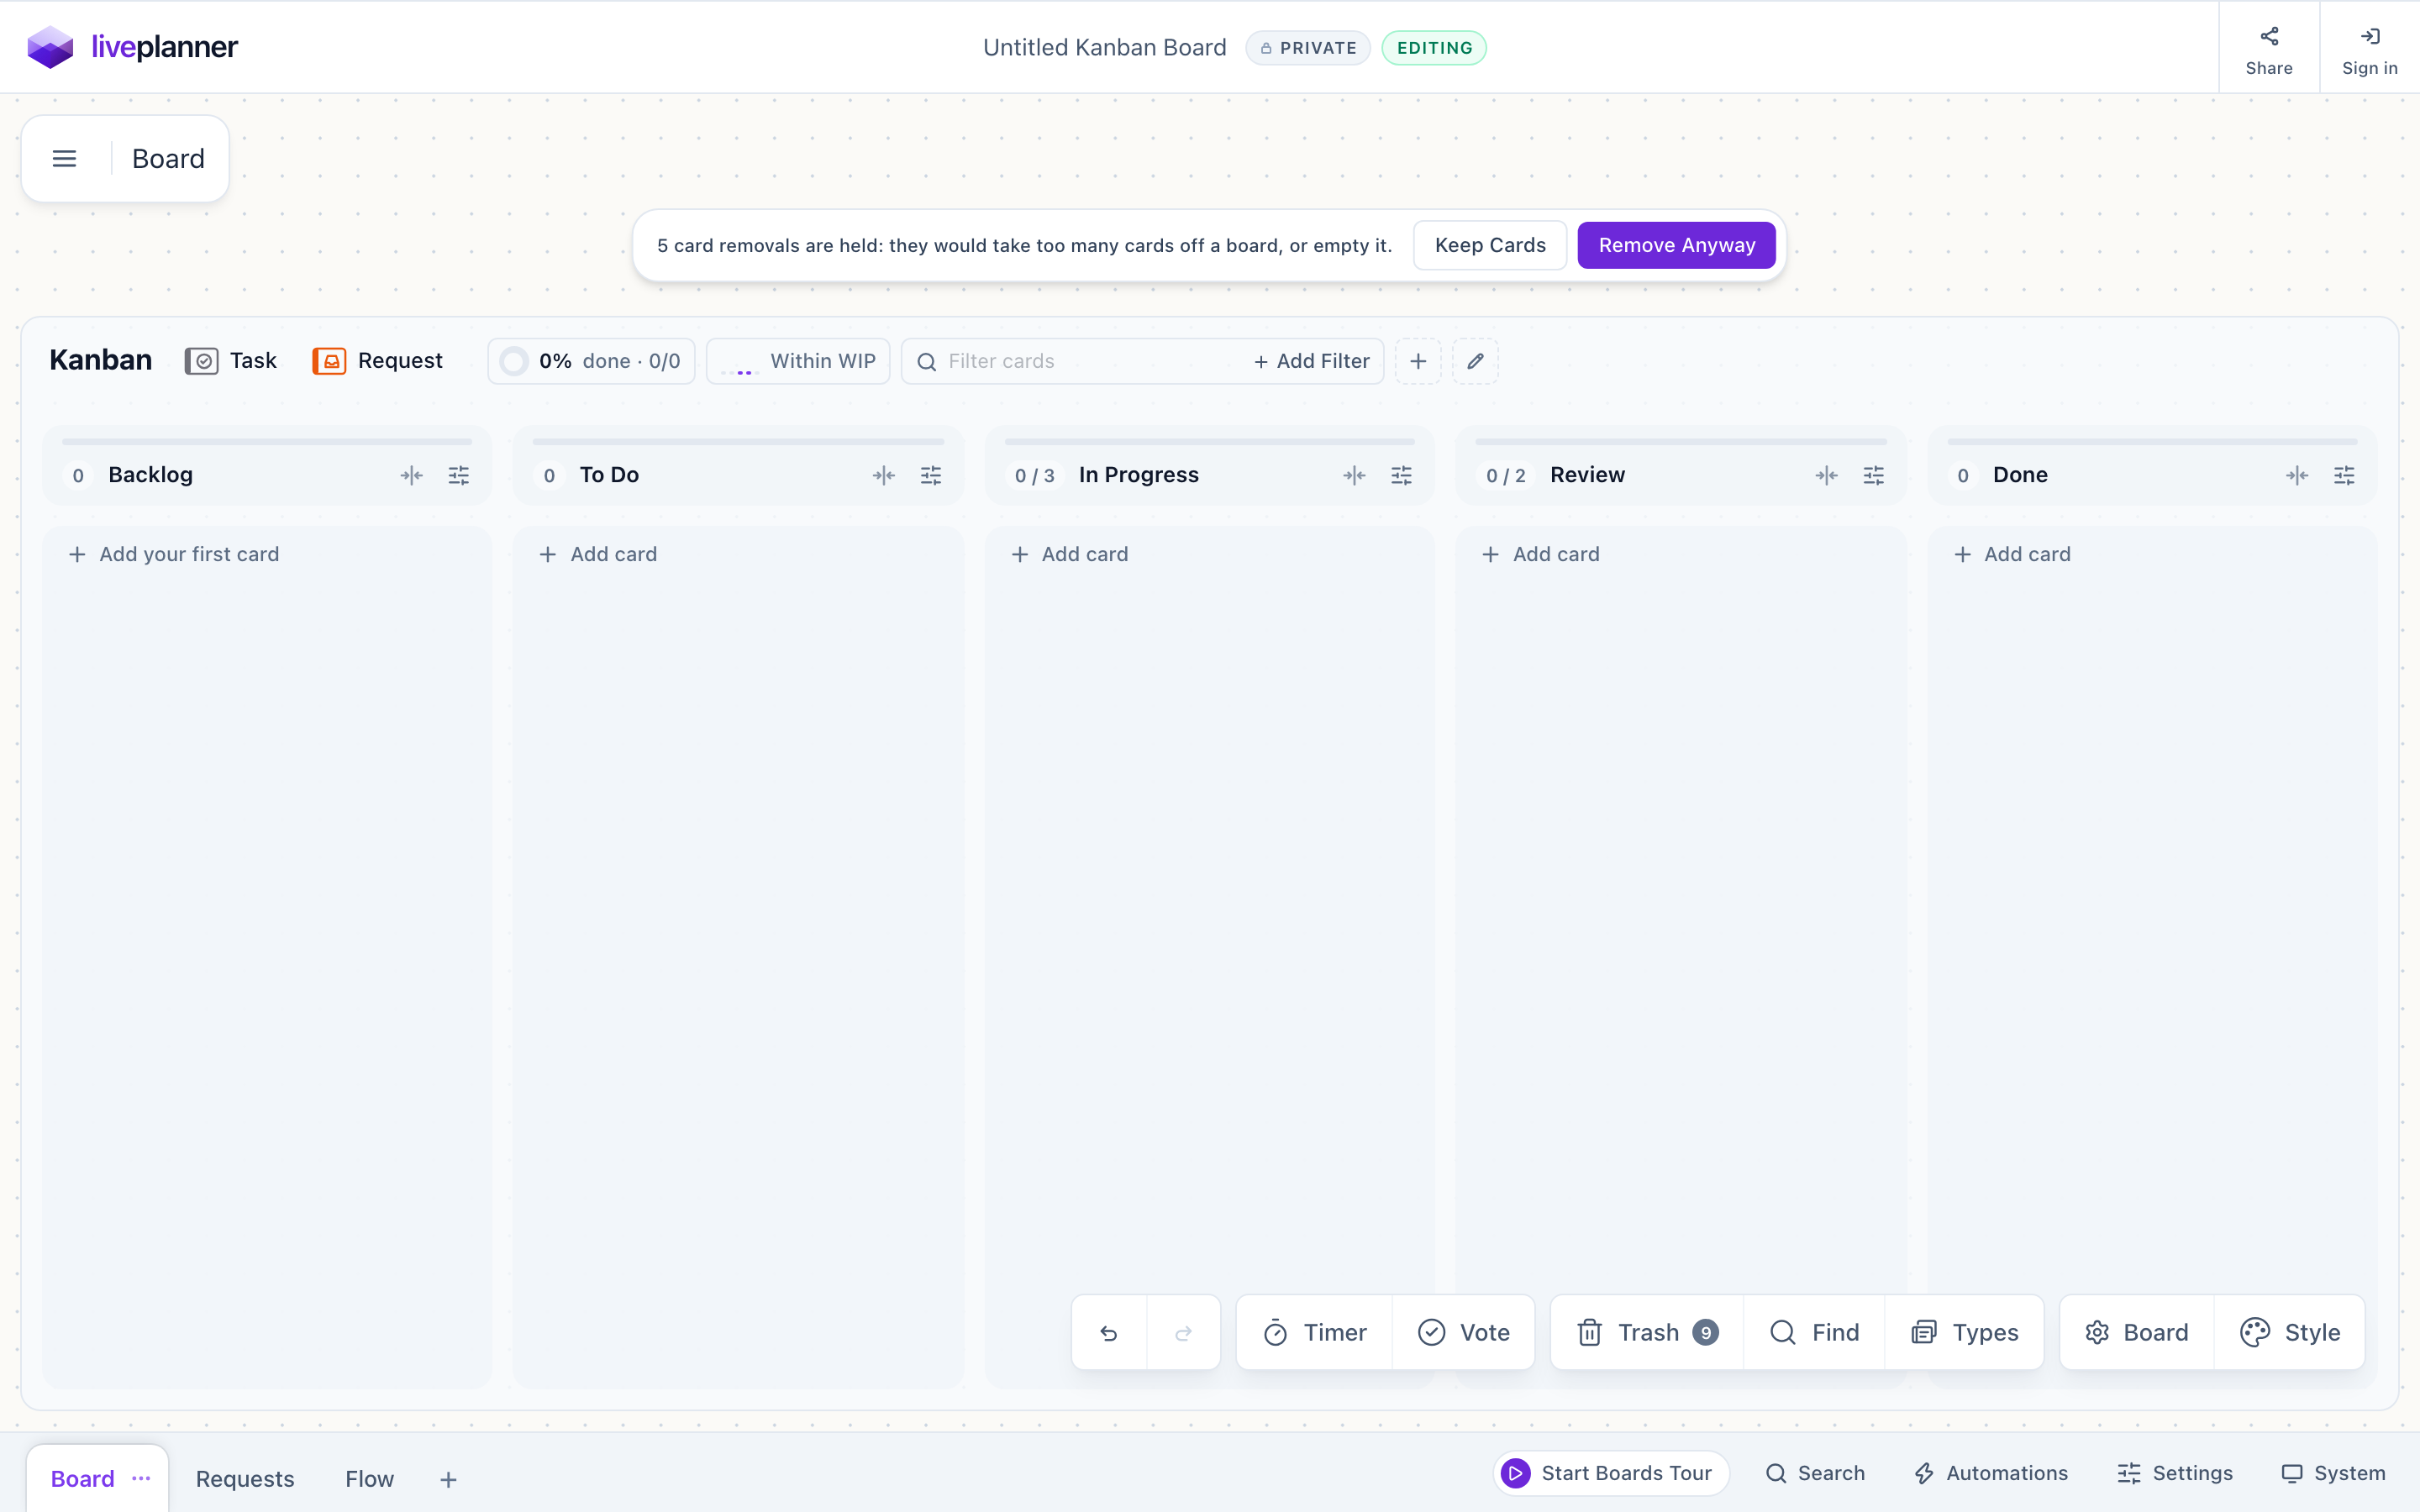 liveplanner
Untitled Kanban Board PRIVATE EDITING
Share
Sign in
Board
5 card removals are held: they would take too many cards off a board, or empty it. Keep Cards Remove Anyway
Kanban Task Request 0% done · 0/0 Within WIP Filter cards + Add Filter
0 Backlog
0 To Do
0 / 3 In Progress
0 / 2 Review
0 Done
+ Add your first card
+ Add card
+ Add card
+ Add card
+ Add card
Timer Vote Trash 9 Find Types Board Style
Board ··· Requests Flow +
Start Boards Tour Search Automations Settings System